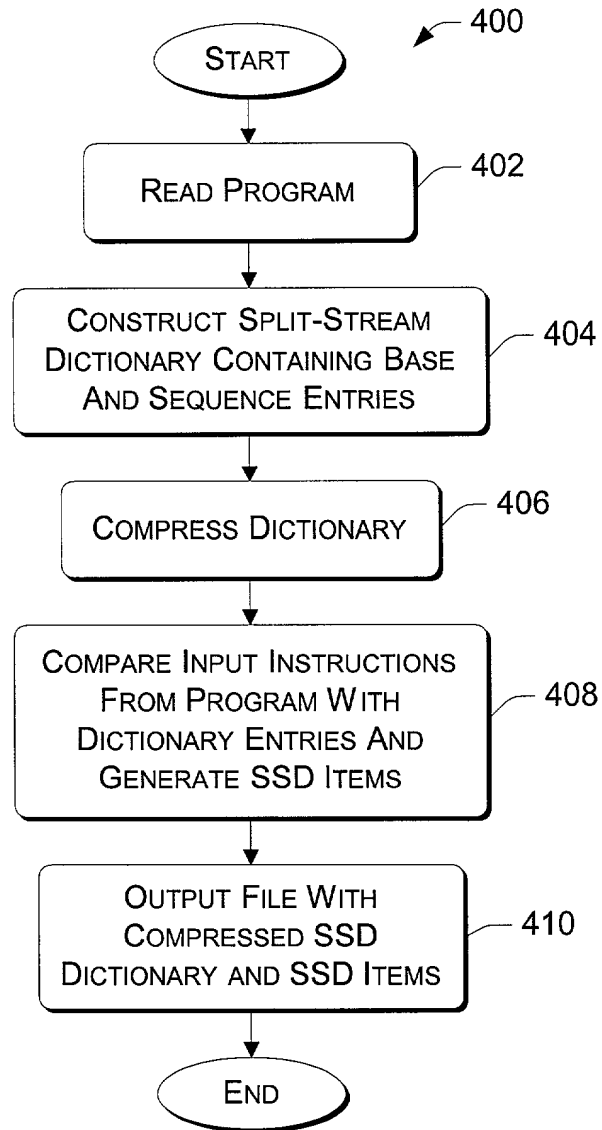 400
START
READ PROGRAM
402
CONSTRUCT SPLIT-STREAM
DICTIONARY CONTAINING BASE
AND SEQUENCE ENTRIES
404
COMPRESS DICTIONARY
406
COMPARE INPUT INSTRUCTIONS
FROM PROGRAM WITH
DICTIONARY ENTRIES AND
GENERATE SSD ITEMS
408
OUTPUT FILE WITH
COMPRESSED SSD
DICTIONARY AND SSD ITEMS
410
END